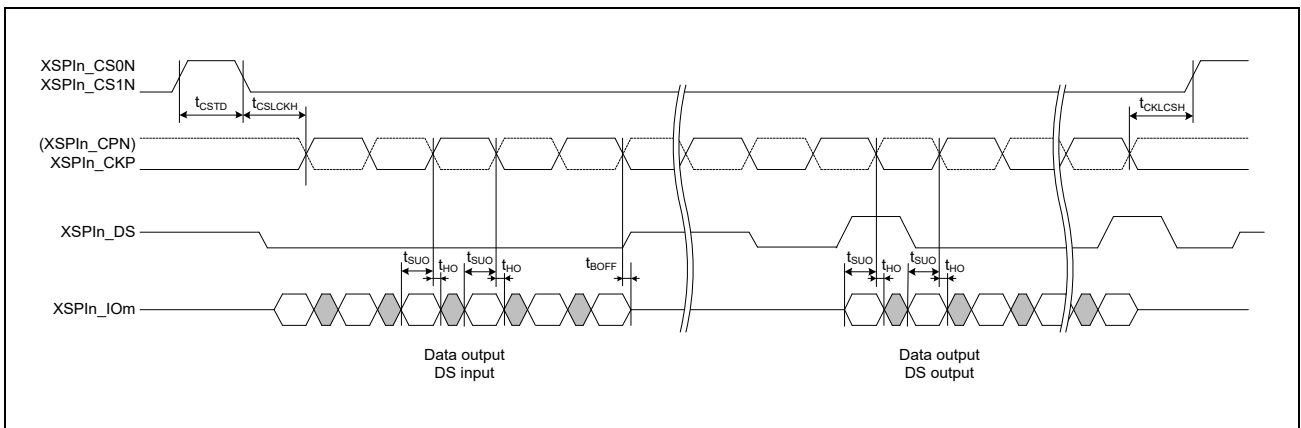 XSPIn_CS0N
XSPIn_CS1N
tCSTD
tCSLCKH
tCKLCSH
(XSPIn_CPN)
XSPIn_CKP
XSPIn_DS
tSUO
tHO
tSUO
tHO
tBOFF
tSUO
tHO
tSUO
tHO
XSPIn_IOm
Data output
DS input
Data output
DS output